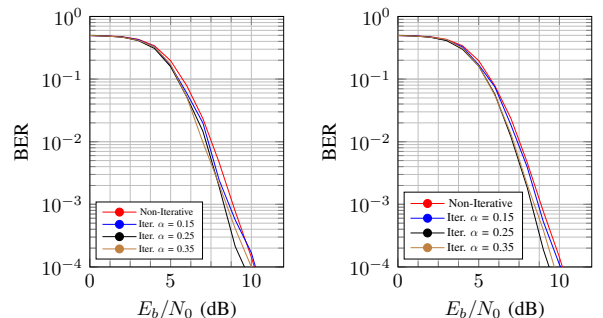 10^0
10^−1
10^−2
10^−3
10^−4
BER
Non-Iterative
Iter. α = 0.15
Iter. α = 0.25
Iter. α = 0.35
0 5 10
E_b/N_0 (dB)
10^0
10^−1
10^−2
10^−3
10^−4
BER
Non-Iterative
Iter. α = 0.15
Iter. α = 0.25
Iter. α = 0.35
0 5 10
E_b/N_0 (dB)